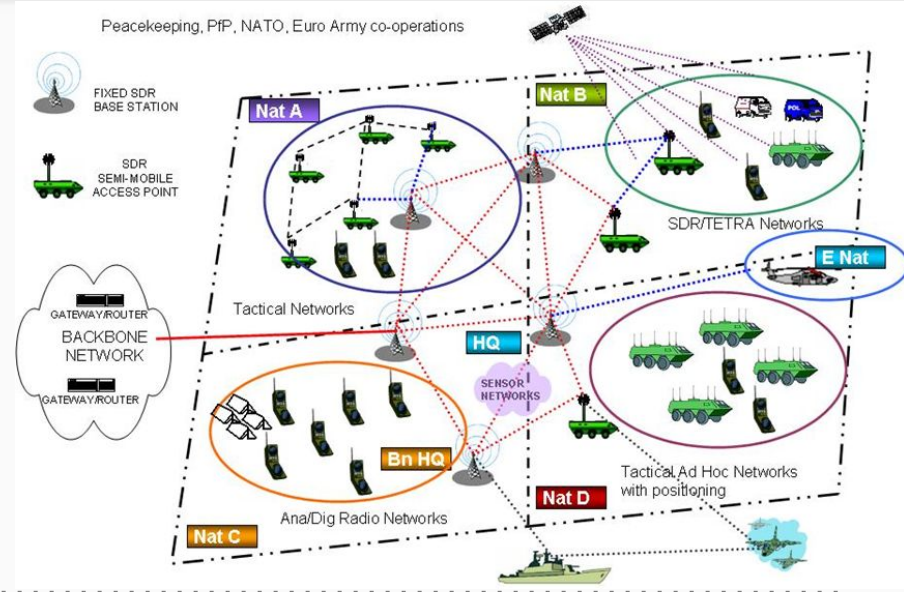 Peacekeeping, PfP, NATO, Euro Army co-operations
FIXED SDR
BASE STATION
SDR
SEMI-MOBILE
ACCESS POINT
Nat A
Nat B
POL
SDR/TETRA Networks
E Nat
Tactical Networks
GATEWAY/ROUTER
BACKBONE
NETWORK
GATEWAY/ROUTER
HQ
SENSOR
NETWORKS
Bn HQ
Ana/Dig Radio Networks
Nat C
Nat D
Tactical Ad Hoc Networks
with positioning